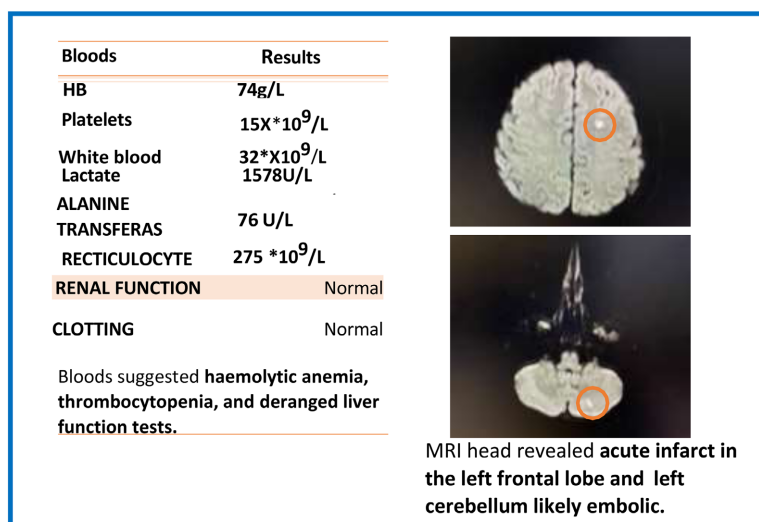 Bloods Results
HB 74g/L
Platelets 15X*10⁹/L
White blood 32*X10⁹/L
Lactate 1578U/L
ALANINE
TRANSFERAS 76 U/L
RECTICULOCYTE 275 *10⁹/L
RENAL FUNCTION Normal
CLOTTING Normal
Bloods suggested haemolytic anemia,
thrombocytopenia, and deranged liver
function tests.
MRI head revealed acute infarct in
the left frontal lobe and left
cerebellum likely embolic.